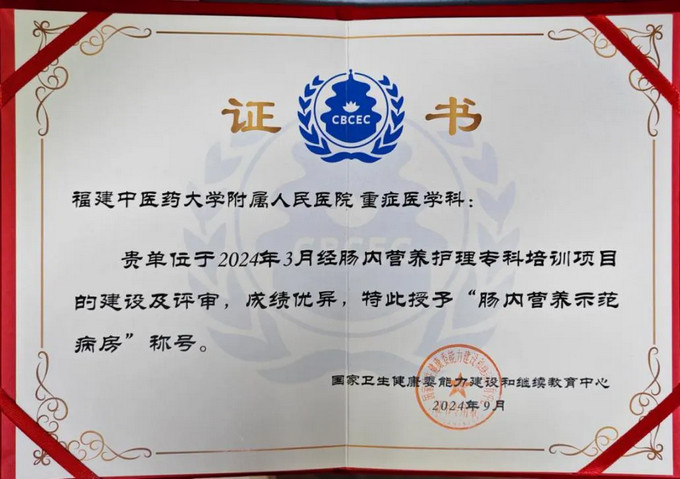 证书
CBCEC
福建中医药大学附属人民医院 重症医学科：
贵单位于2024年3月经肠内营养护理专科培训项目
的建设及评审，成绩优异，特此授予“肠内营养示范
病房”称号。
国家卫生健康委能力建设和继续教育中心
2024年9月